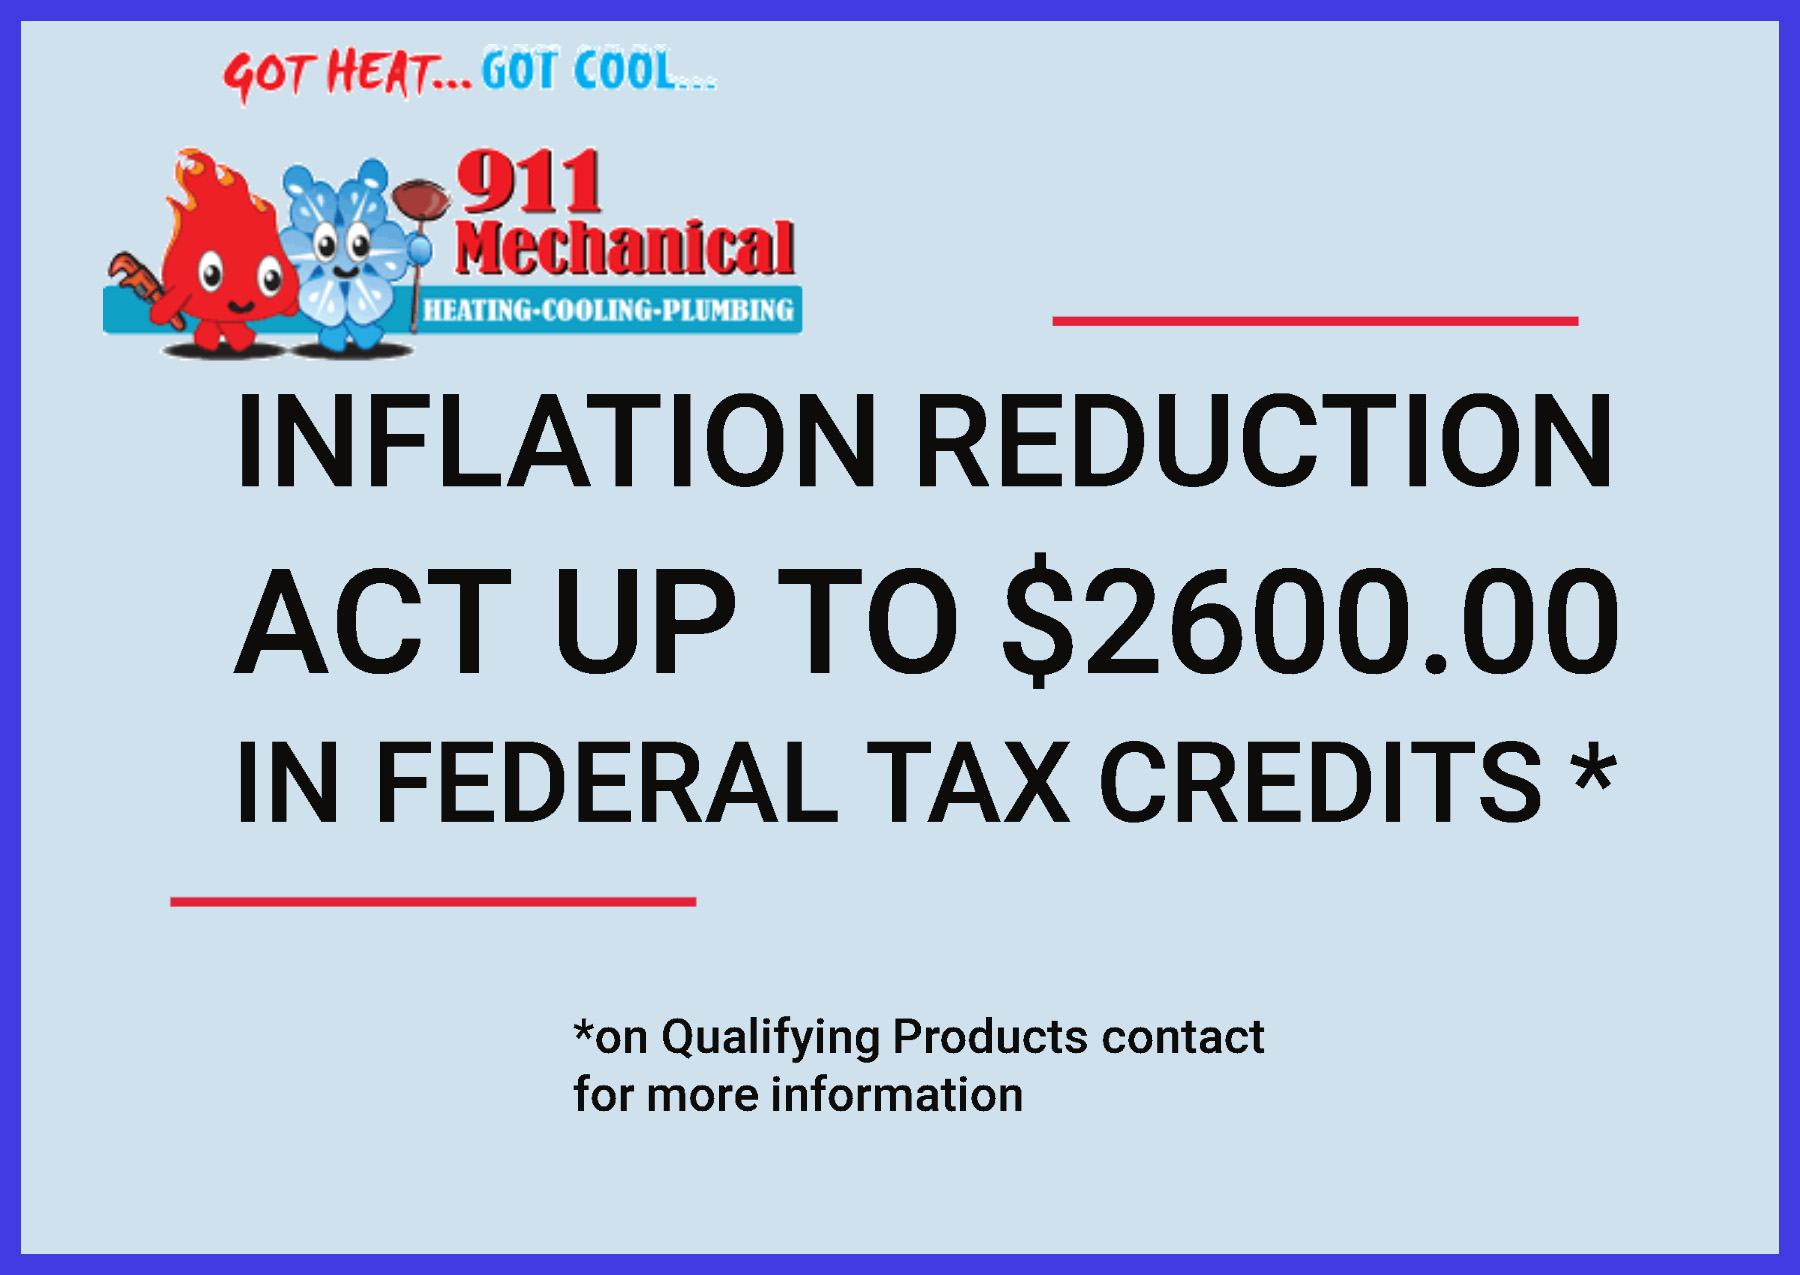 GOT HEAT... GOT COOL...
911
Mechanical
HEATING-COOLING-PLUMBING
INFLATION REDUCTION
ACT UP TO $2600.00
IN FEDERAL TAX CREDITS *
*on Qualifying Products contact
for more information